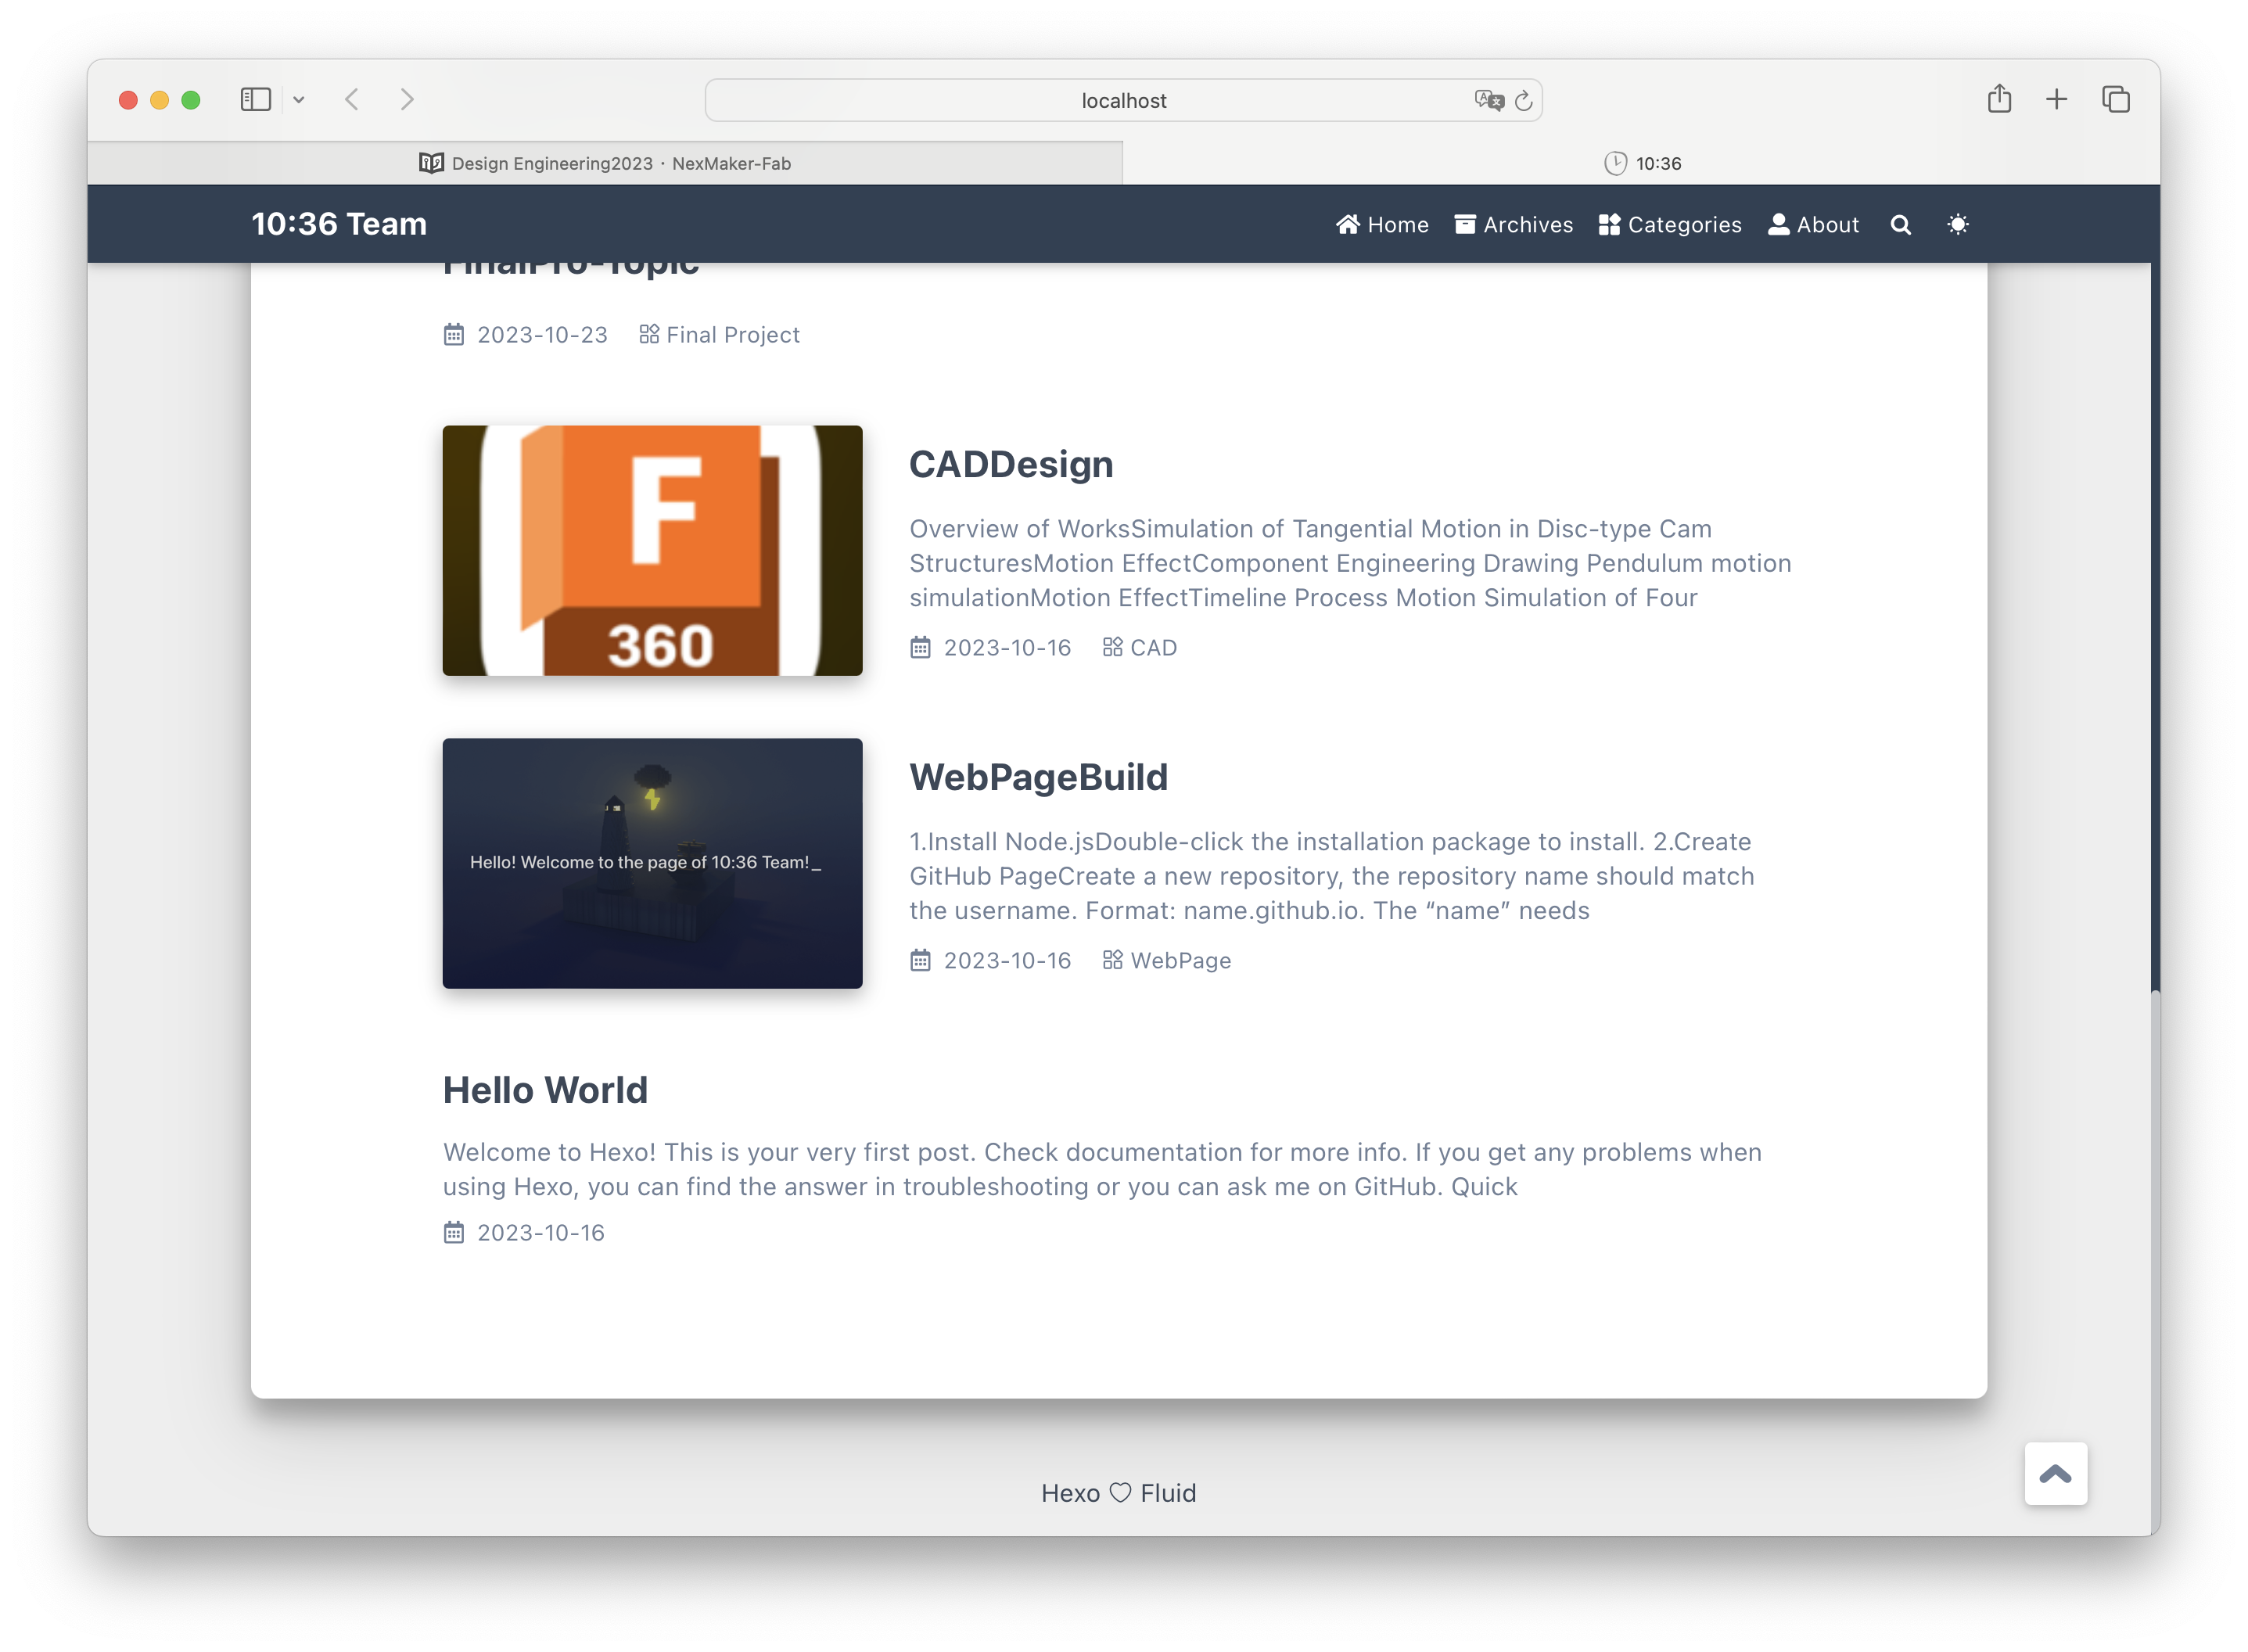 localhost
Design Engineering2023 · NexMaker-Fab
10:36
10:36 Team
Home
Archives
Categories
About
FinalPro-Topic
2023-10-23
Final Project
F
360
CADDesign
Overview of WorksSimulation of Tangential Motion in Disc-type Cam
StructuresMotion EffectComponent Engineering Drawing Pendulum motion
simulationMotion EffectTimeline Process Motion Simulation of Four
2023-10-16
CAD
Hello! Welcome to the page of 10:36 Team!_
WebPageBuild
1.Install Node.jsDouble-click the installation package to install. 2.Create
GitHub PageCreate a new repository, the repository name should match
the username. Format: name.github.io. The “name” needs
2023-10-16
WebPage
Hello World
Welcome to Hexo! This is your very first post. Check documentation for more info. If you get any problems when
using Hexo, you can find the answer in troubleshooting or you can ask me on GitHub. Quick
2023-10-16
Hexo ♡ Fluid